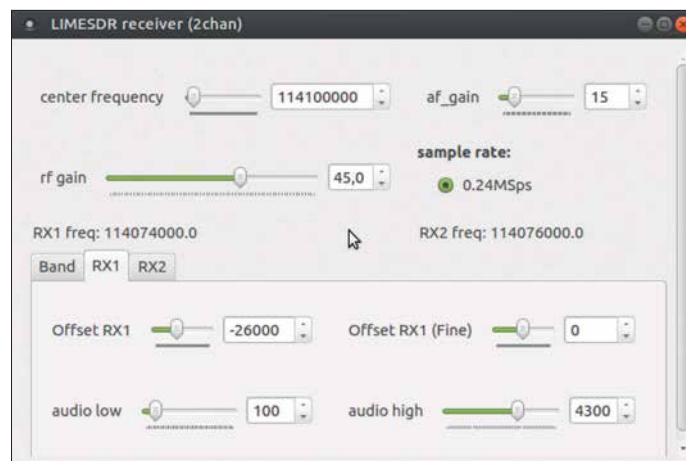 LIMESDR receiver (2chan)
center frequency 114100000 af_gain 15
sample rate:
rf gain 45,0 0.24MSps
RX1 freq: 114074000.0 RX2 freq: 114076000.0
Band RX1 RX2
Offset RX1 -26000 Offset RX1 (Fine) 0
audio low 100 audio high 4300